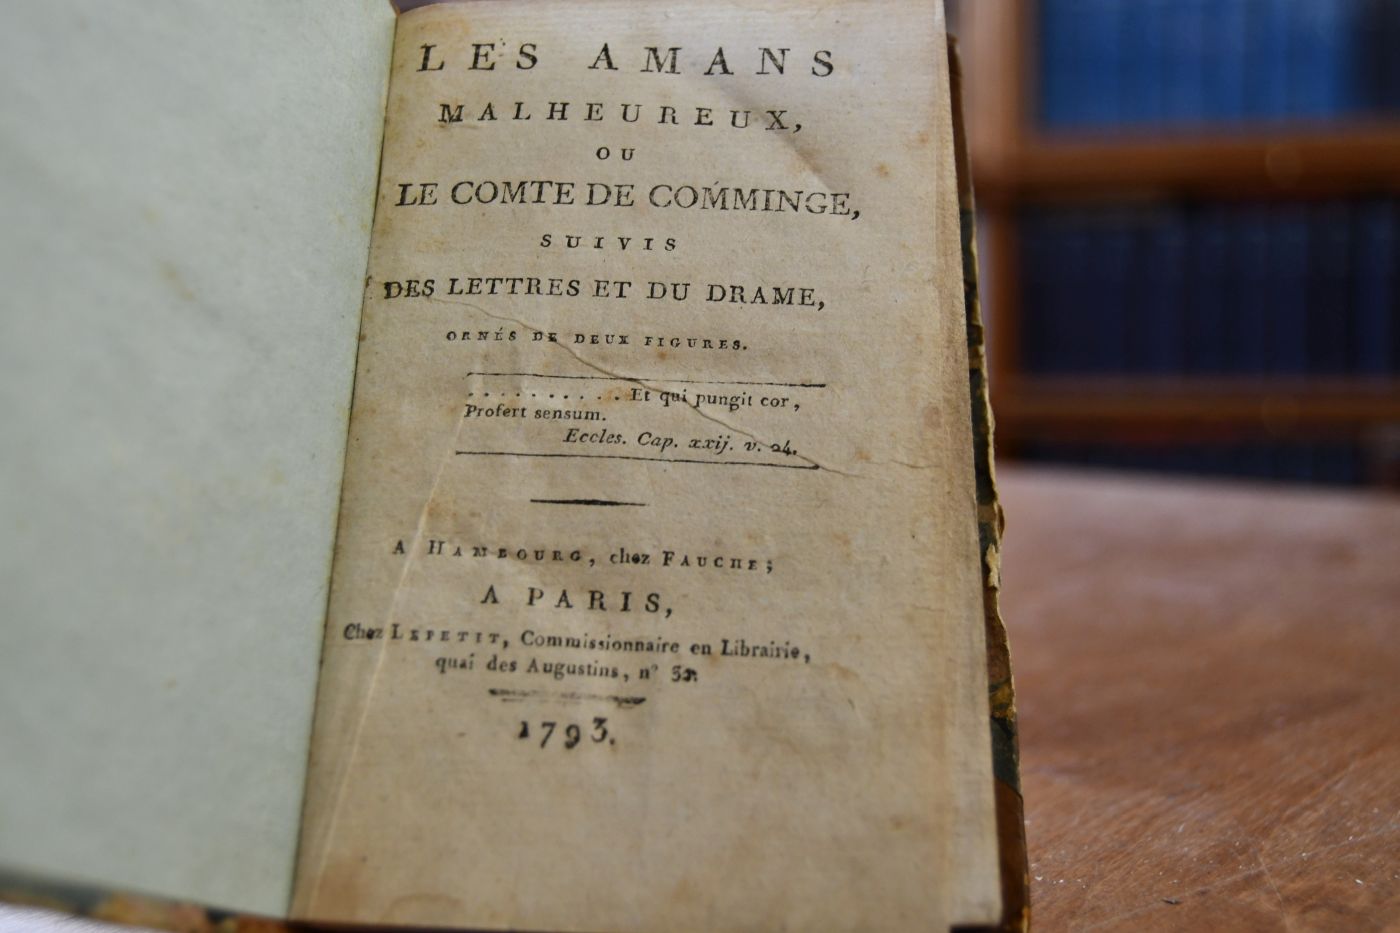 LES AMANS
MALHEUREUX,
OU
LE COMTE DE COMMINGE,
SUIVIS
DES LETTRES ET DU DRAME,
ORNÉS DE DEUX FIGURES.
. . . . . . . . . . Et qui pungit cor,
Profert sensum.
Eccles. Cap. xxij. v. 24.
A HAMBOURG, chez FAUCHE;
A PARIS,
Chez LEPETIT, Commissionnaire en Librairie,
quai des Augustins, n°
1793.